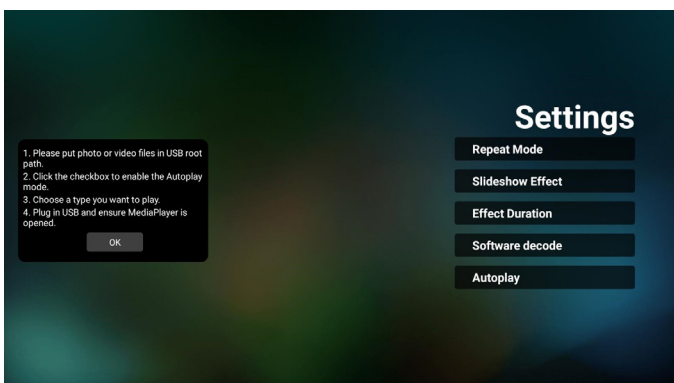 Settings
1. Please put photo or video files in USB root
path.
2. Click the checkbox to enable the Autoplay
mode.
3. Choose a type you want to play.
4. Plug in USB and ensure MediaPlayer is
opened.
OK
Repeat Mode
Slideshow Effect
Effect Duration
Software decode
Autoplay